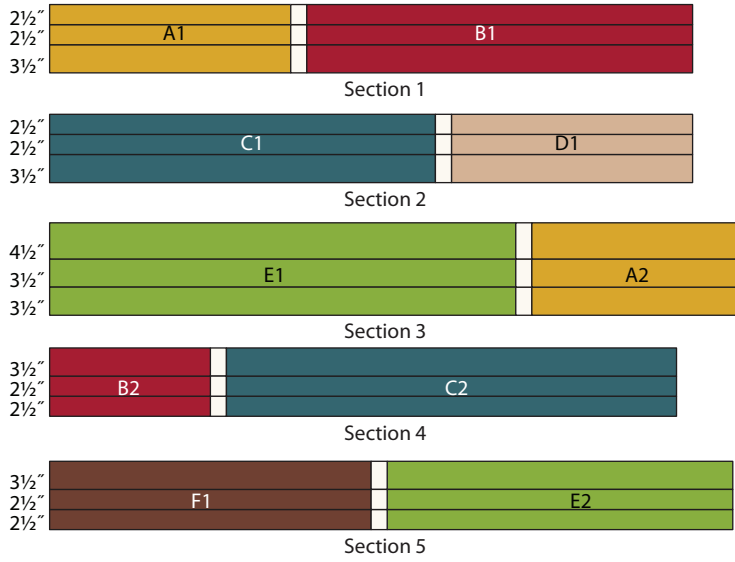 2½″
2½″ A1 B1
3½″
Section 1
2½″
2½″ C1 D1
3½″
Section 2
4½″
3½″ E1 A2
3½″
Section 3
3½″
2½″ B2 C2
2½″
Section 4
3½″
2½″ F1 E2
2½″
Section 5